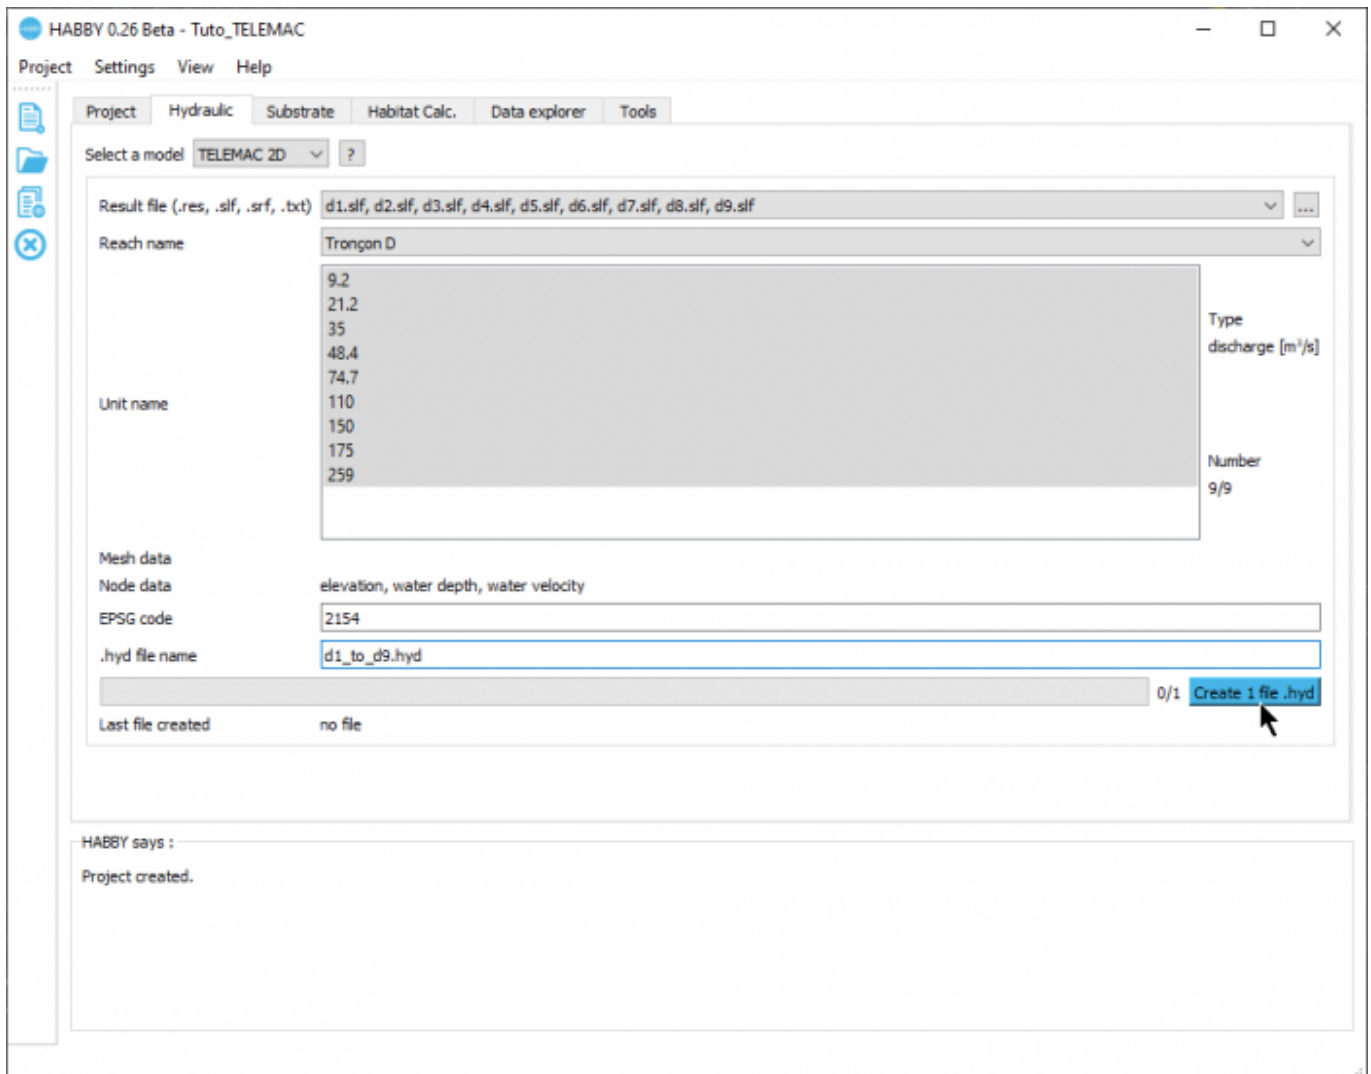 HABBY 0.26 Beta - Tuto_TELEMAC
Project Settings View Help
Project Hydraulic Substrate Habitat Calc. Data explorer Tools
Select a model TELEMAC 2D ?
Result file (.res, .slf, .srf, .txt) d1.slf, d2.slf, d3.slf, d4.slf, d5.slf, d6.slf, d7.slf, d8.slf, d9.slf ...
Reach name Tronçon D
Unit name
9.2
21.2
35
48.4
74.7
110
150
175
259
Type
discharge [m³/s]
Number
9/9
Mesh data
Node data elevation, water depth, water velocity
EPSG code 2154
.hyd file name d1_to_d9.hyd
0/1 Create 1 file .hyd
Last file created no file
HABBY says :
Project created.